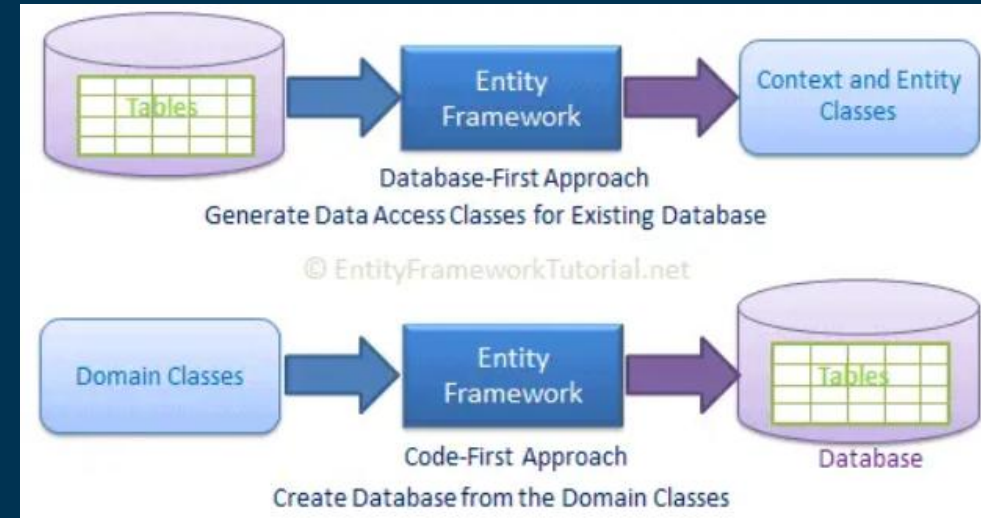 Tables
Entity
Framework
Context and Entity
Classes
Database-First Approach
Generate Data Access Classes for Existing Database
© EntityFrameworkTutorial.net
Domain Classes
Entity
Framework
Tables
Code-First Approach
Database
Create Database from the Domain Classes